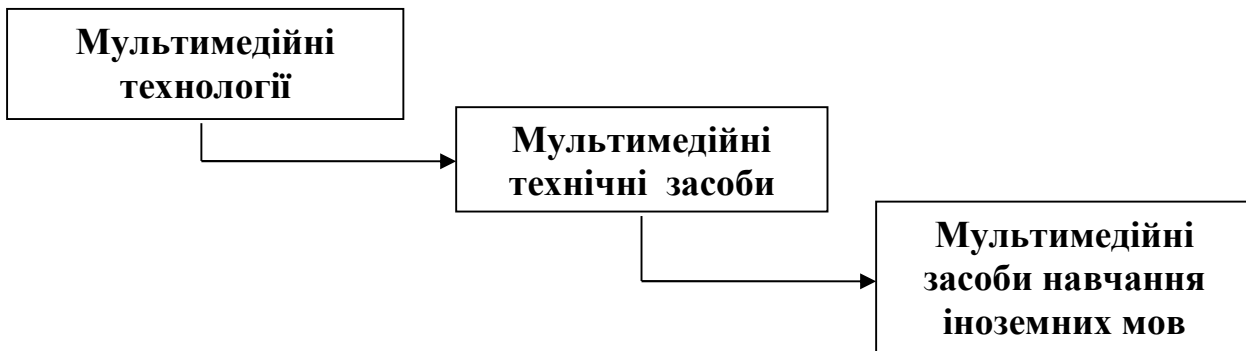 Мультимедійні
технології
Мультимедійні
технічні засоби
Мультимедійні
засоби навчання
іноземних мов